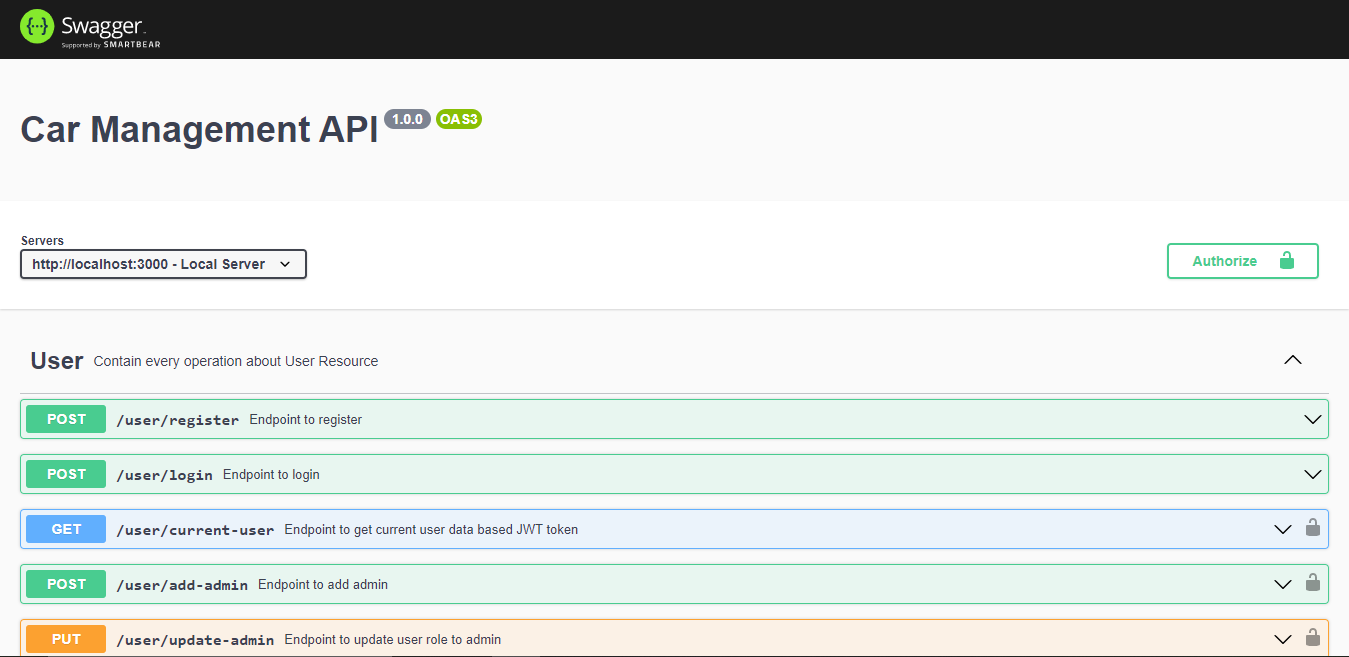 {···} Swagger
Supported by SMARTBEAR
Car Management API 1.0.0 OAS3
Servers
http://localhost:3000 - Local Server
Authorize
User Contain every operation about User Resource
POST /user/register Endpoint to register
POST /user/login Endpoint to login
GET /user/current-user Endpoint to get current user data based JWT token
POST /user/add-admin Endpoint to add admin
PUT /user/update-admin Endpoint to update user role to admin